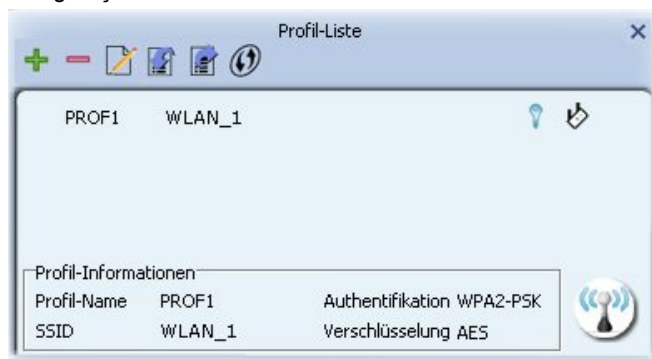 Profil-Liste
PROF1 WLAN_1
Profil-Informationen
Profil-Name PROF1 Authentifikation WPA2-PSK
SSID WLAN_1 Verschlüsselung AES